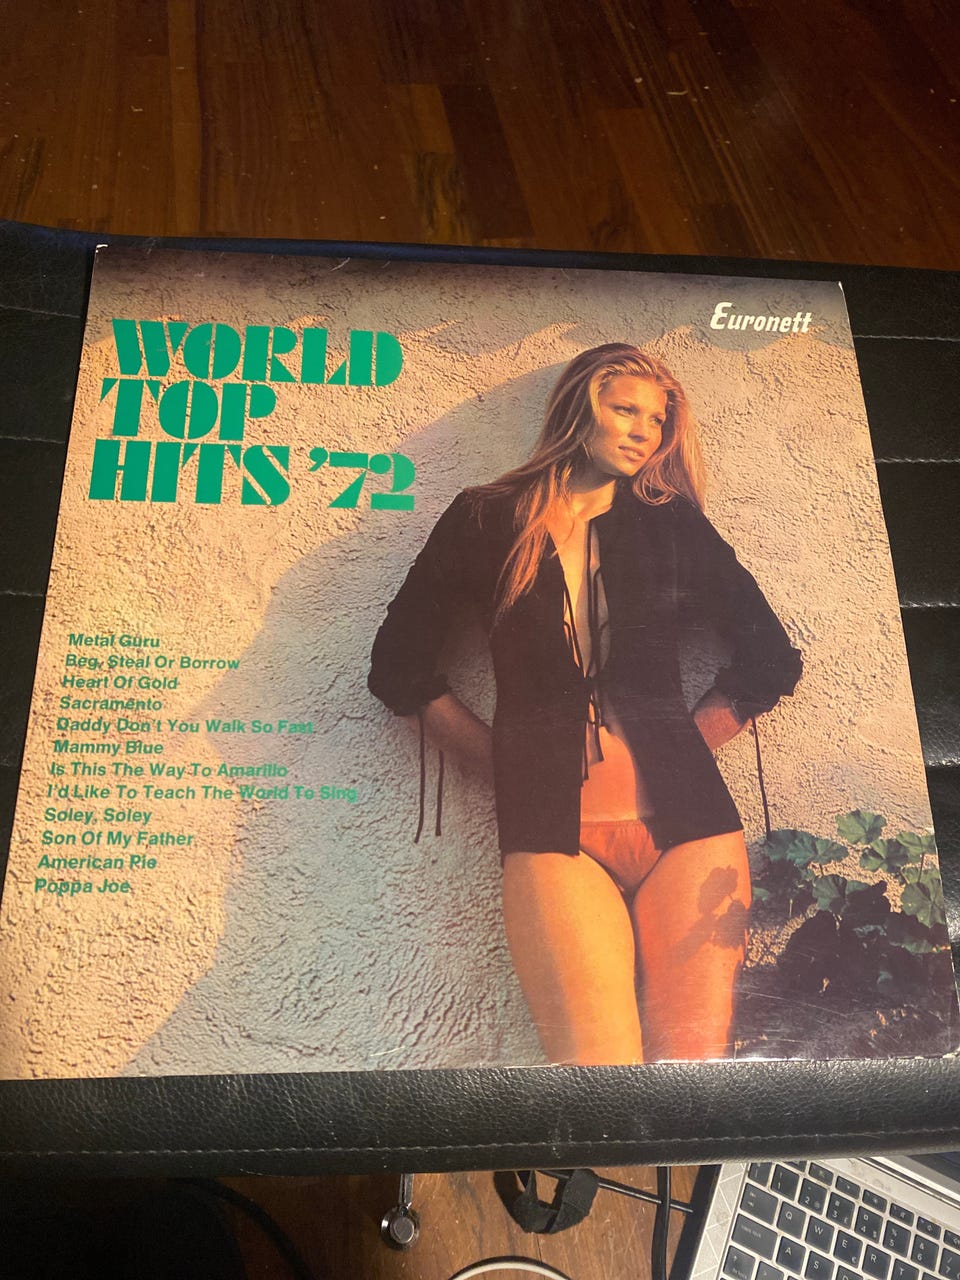 Euronett
WORLD
TOP
HITS '72
Metal Guru
Beg, Steal Or Borrow
Heart Of Gold
Sacramento
Daddy Don't You Walk So Fast
Mammy Blue
Is This The Way To Amarillo
I'd Like To Teach The World To Sing
Soley, Soley
Son Of My Father
American Pie
Poppa Joe
Q W E
A S